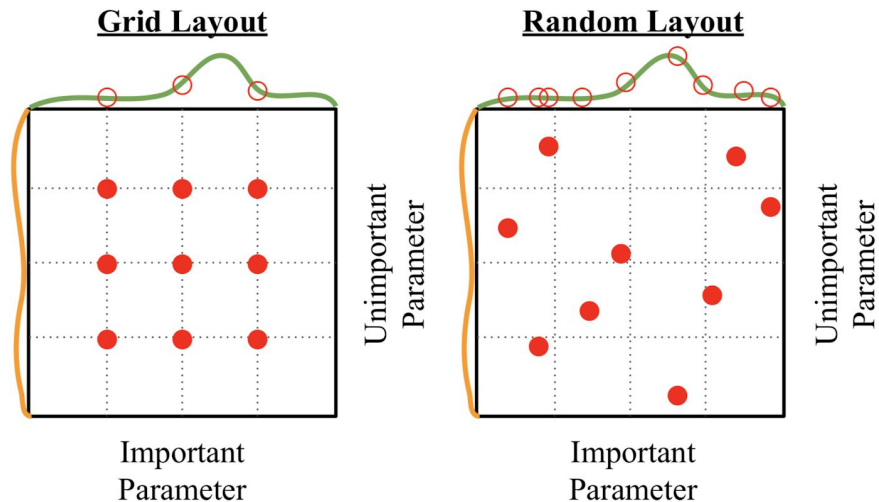 Grid Layout
Unimportant
Parameter
Important
Parameter
Random Layout
Unimportant
Parameter
Important
Parameter